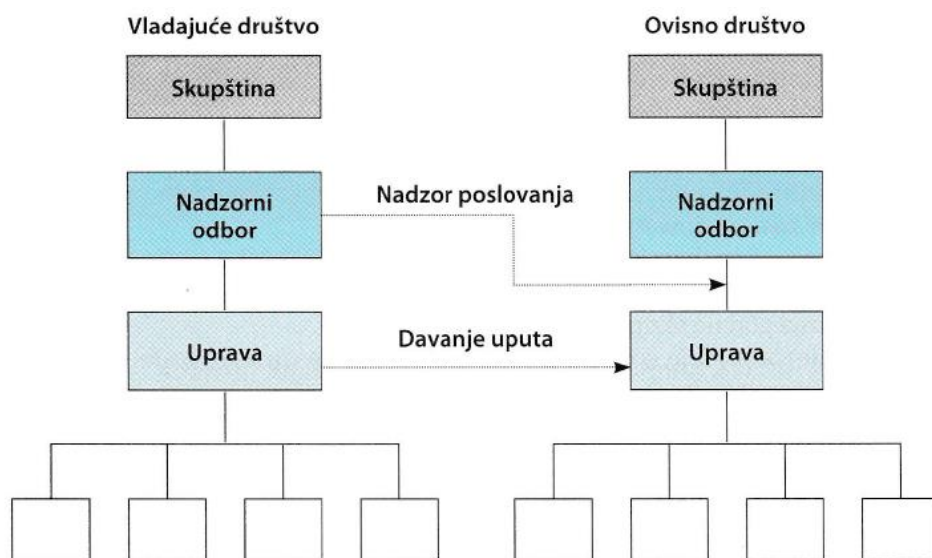 Vladajuće društvo
Ovisno društvo
Skupština
Skupština
Nadzorni
odbor
Nadzor poslovanja
Nadzorni
odbor
Uprava
Davanje uputa
Uprava